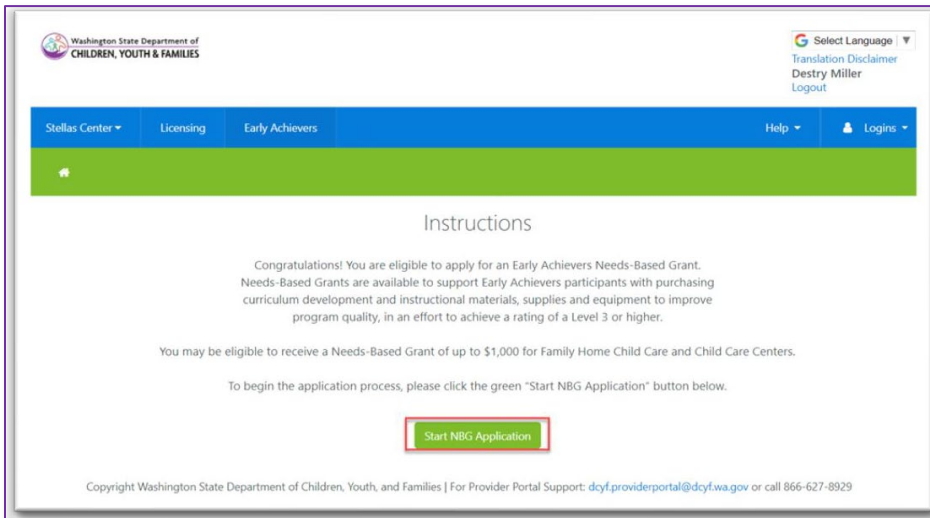 Washington State Department of
CHILDREN, YOUTH & FAMILIES
G Select Language ▼
Translation Disclaimer
Destry Miller
Logout
Stellas Center Licensing Early Achievers Help Logins
Instructions
Congratulations! You are eligible to apply for an Early Achievers Needs-Based Grant.
Needs-Based Grants are available to support Early Achievers participants with purchasing
curriculum development and instructional materials, supplies and equipment to improve
program quality, in an effort to achieve a rating of a Level 3 or higher.
You may be eligible to receive a Needs-Based Grant of up to $1,000 for Family Home Child Care and Child Care Centers.
To begin the application process, please click the green "Start NBG Application" button below.
Start NBG Application
Copyright Washington State Department of Children, Youth, and Families | For Provider Portal Support: dcyf.providerportal@dcyf.wa.gov or call 866-627-8929